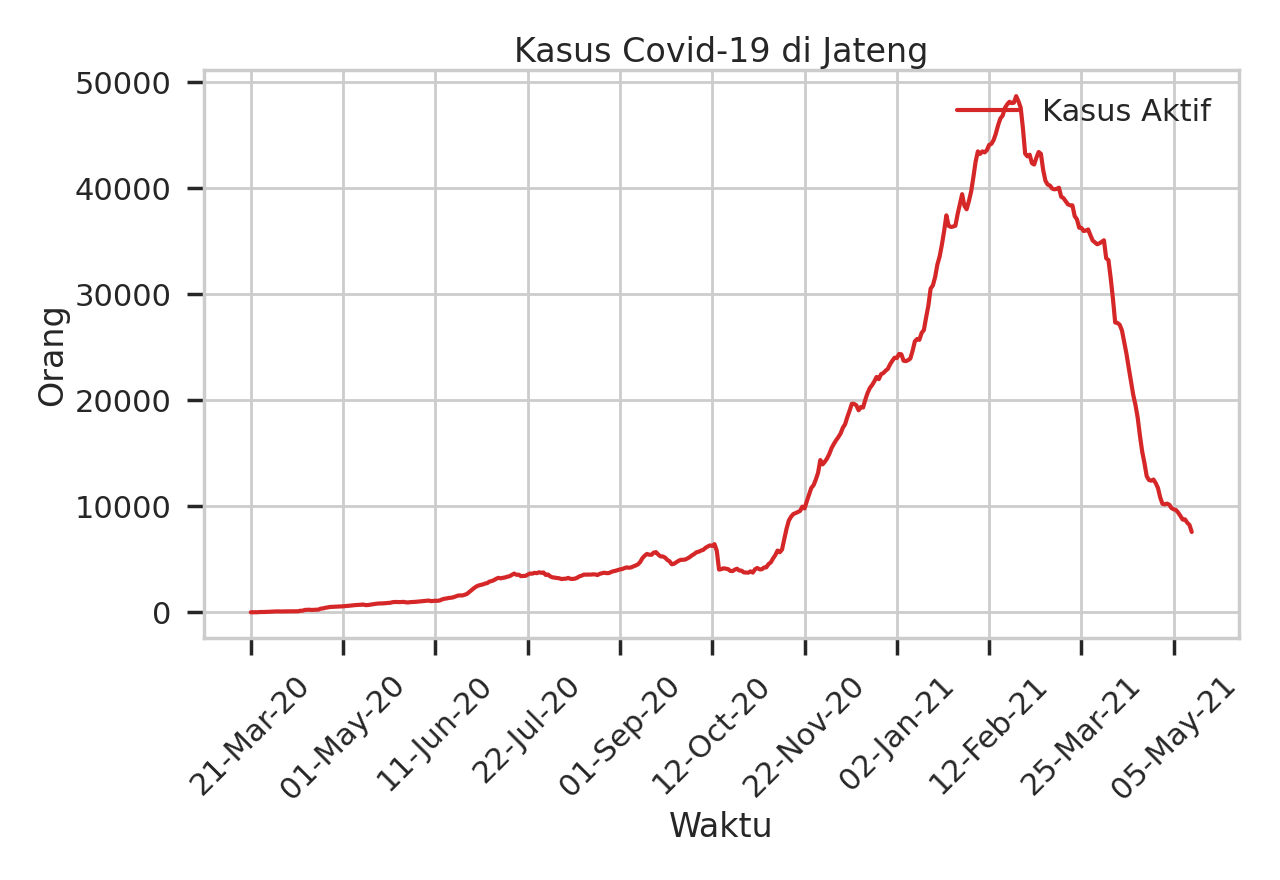 Kasus Covid-19 di Jateng
Kasus Aktif
Orang
50000
40000
30000
20000
10000
0
21-Mar-20
01-May-20
11-Jun-20
22-Jul-20
01-Sep-20
12-Oct-20
22-Nov-20
02-Jan-21
12-Feb-21
25-Mar-21
05-May-21
Waktu